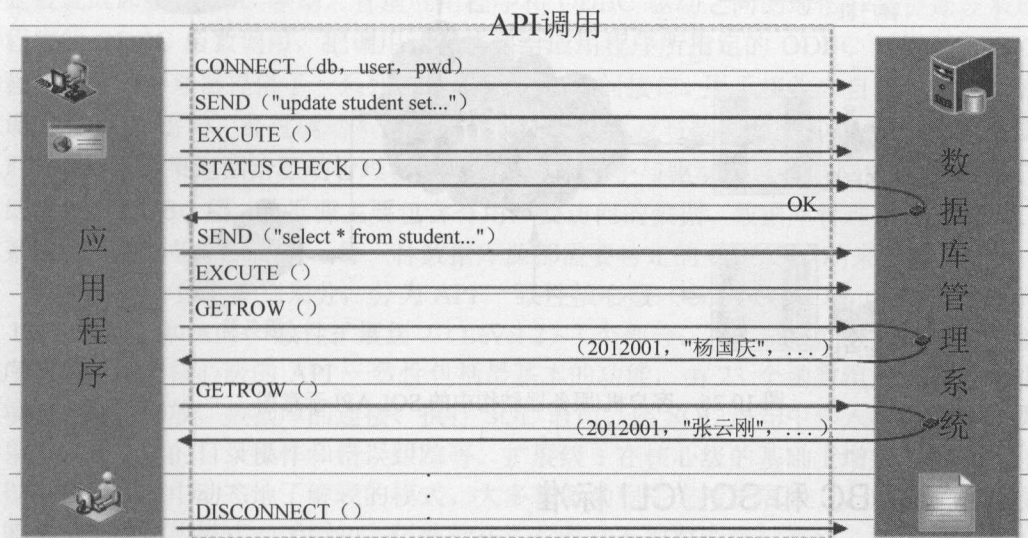 API调用
CONNECT（db，user，pwd）
SEND（"update student set..."）
EXCUTE（）
STATUS CHECK（）
OK
SEND（"select * from student..."）
EXCUTE（）
GETROW（）
（2012001，"杨国庆"，...）
GETROW（）
（2012001，"张云刚"，...）
DISCONNECT（）
应用程序
数据库管理系统